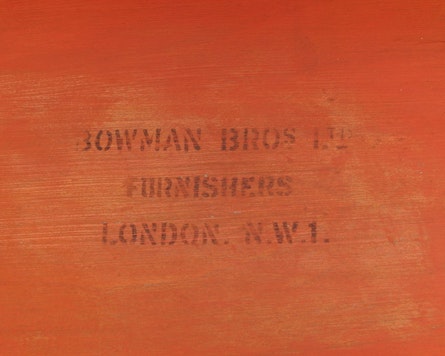 BOWMAN BROS LTD
FURNISHERS
LONDON. N.W.1.